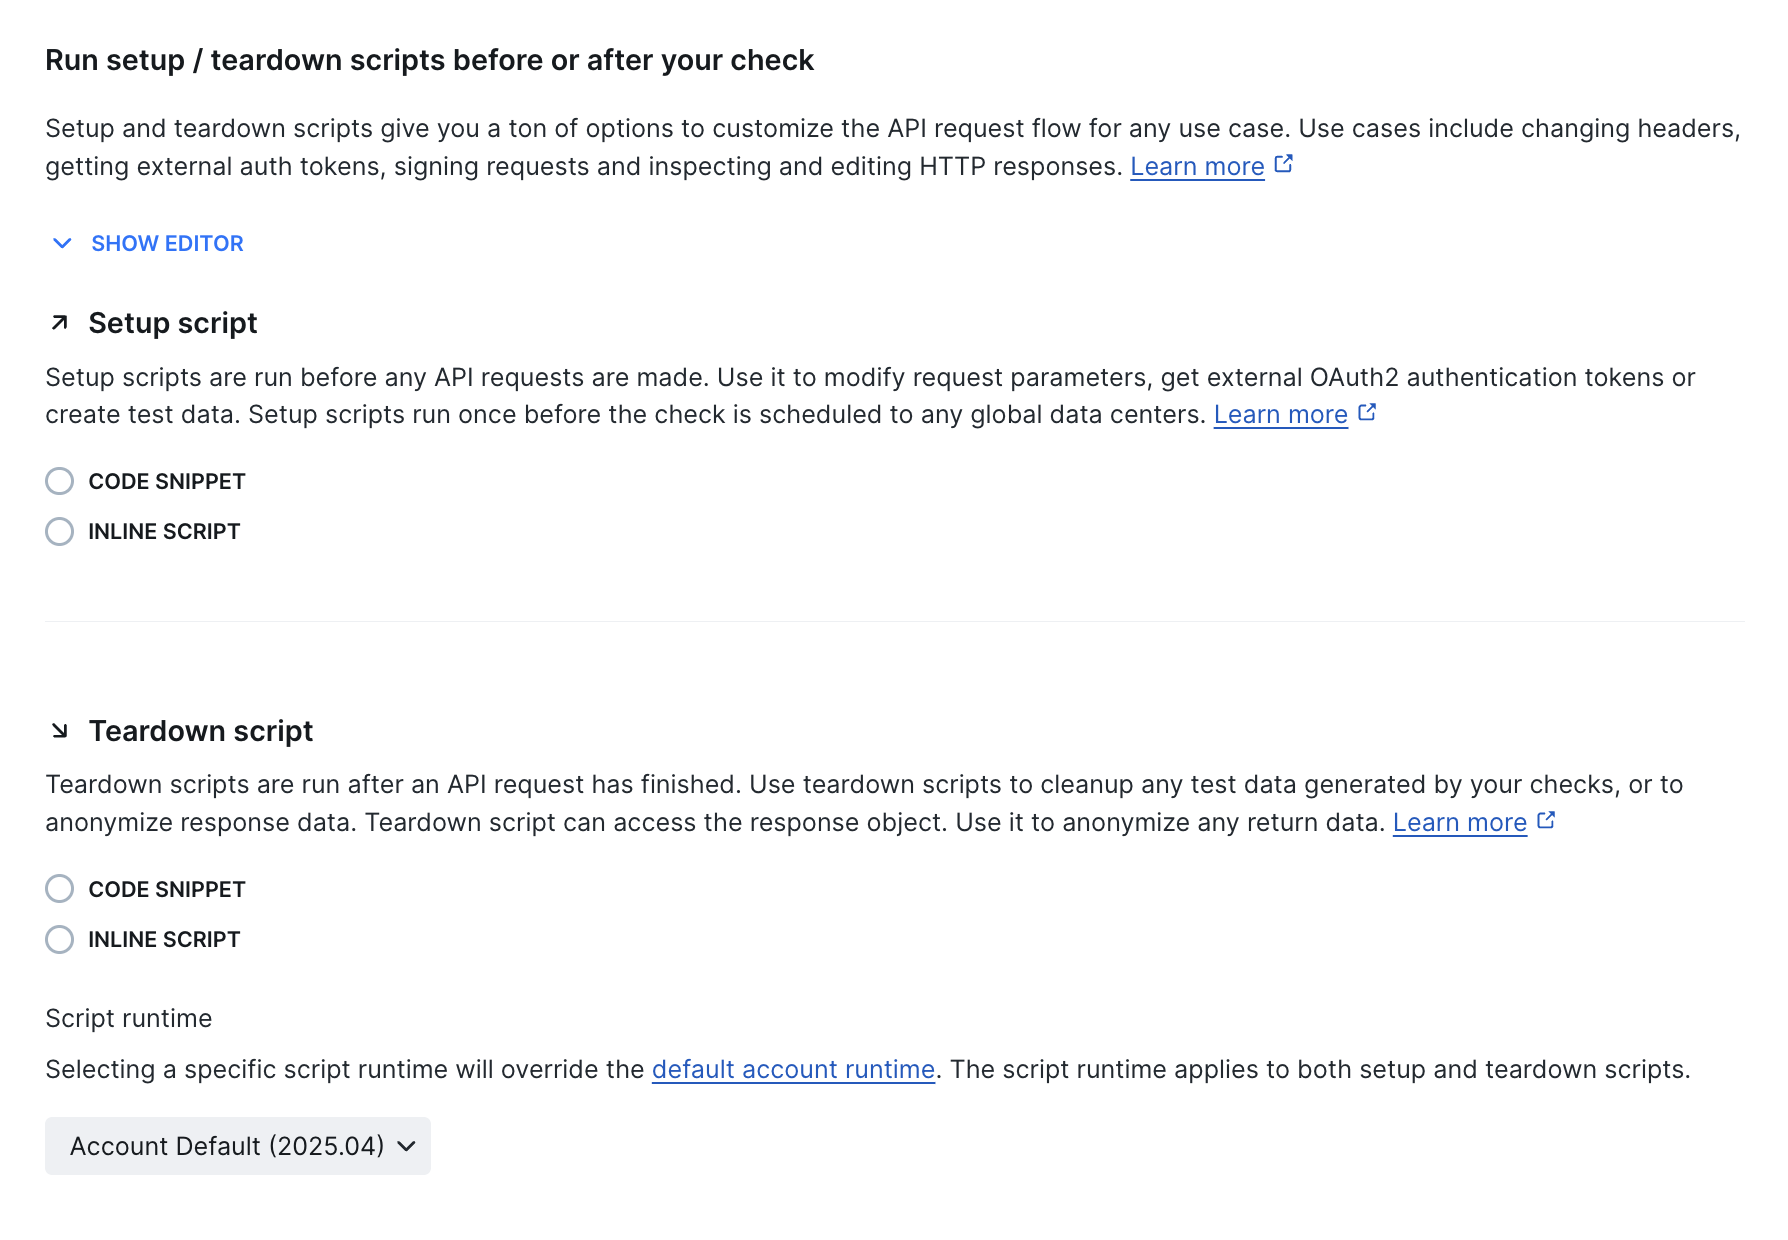 Run setup / teardown scripts before or after your check
Setup and teardown scripts give you a ton of options to customize the API request flow for any use case. Use cases include changing headers,
getting external auth tokens, signing requests and inspecting and editing HTTP responses. Learn more
SHOW EDITOR
Setup script
Setup scripts are run before any API requests are made. Use it to modify request parameters, get external OAuth2 authentication tokens or
create test data. Setup scripts run once before the check is scheduled to any global data centers. Learn more
CODE SNIPPET
INLINE SCRIPT
Teardown script
Teardown scripts are run after an API request has finished. Use teardown scripts to cleanup any test data generated by your checks, or to
anonymize response data. Teardown script can access the response object. Use it to anonymize any return data. Learn more
CODE SNIPPET
INLINE SCRIPT
Script runtime
Selecting a specific script runtime will override the default account runtime. The script runtime applies to both setup and teardown scripts.
Account Default (2025.04)